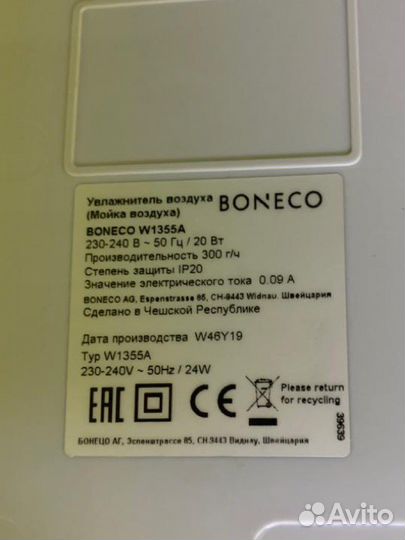 Увлажнитель воздуха
(Мойка воздуха)
BONECO
BONECO W1355A
230-240 В ~ 50 Гц / 20 Вт
Производительность 300 г/ч
Степень защиты IP20
Значение электрического тока 0.09 А
BONECO AG, Espenstrasse 85, CH-9443 Widnau. Швейцария
Сделано в Чешской Республике
Дата производства W46Y19
Typ W1355A
230-240V ~ 50Hz / 24W
EAC
CE
Please return
for recycling
39639
БОНЕЦО АГ, Эспенштрассе 85, CH-9443 Виднау, Швейцария
Avito